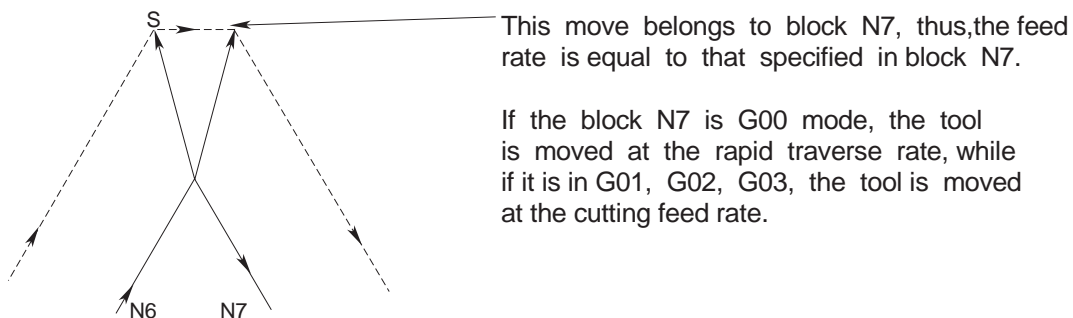 S
This move belongs to block N7, thus,the feed
rate is equal to that specified in block N7.
If the block N7 is G00 mode, the tool
is moved at the rapid traverse rate, while
if it is in G01, G02, G03, the tool is moved
at the cutting feed rate.
N6
N7